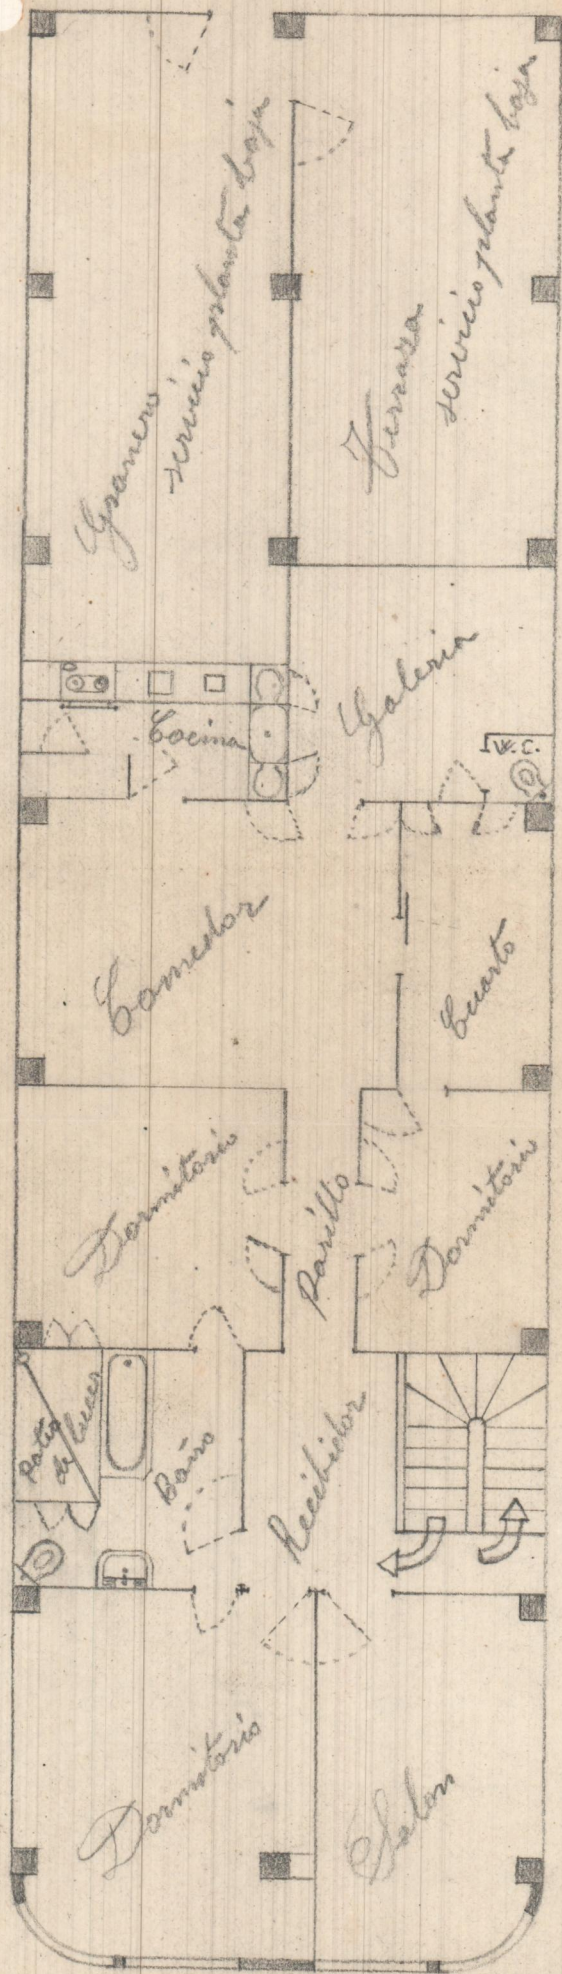 Granero
servicio planta baja
Terraza
servicio planta baja
Galeria
Cocina
W.C.
Comedor
Cuarto
Dormitorio
Pasillo
Dormitorio
Patio
de luces
Baño
Recibidor
Dormitorio
Salon